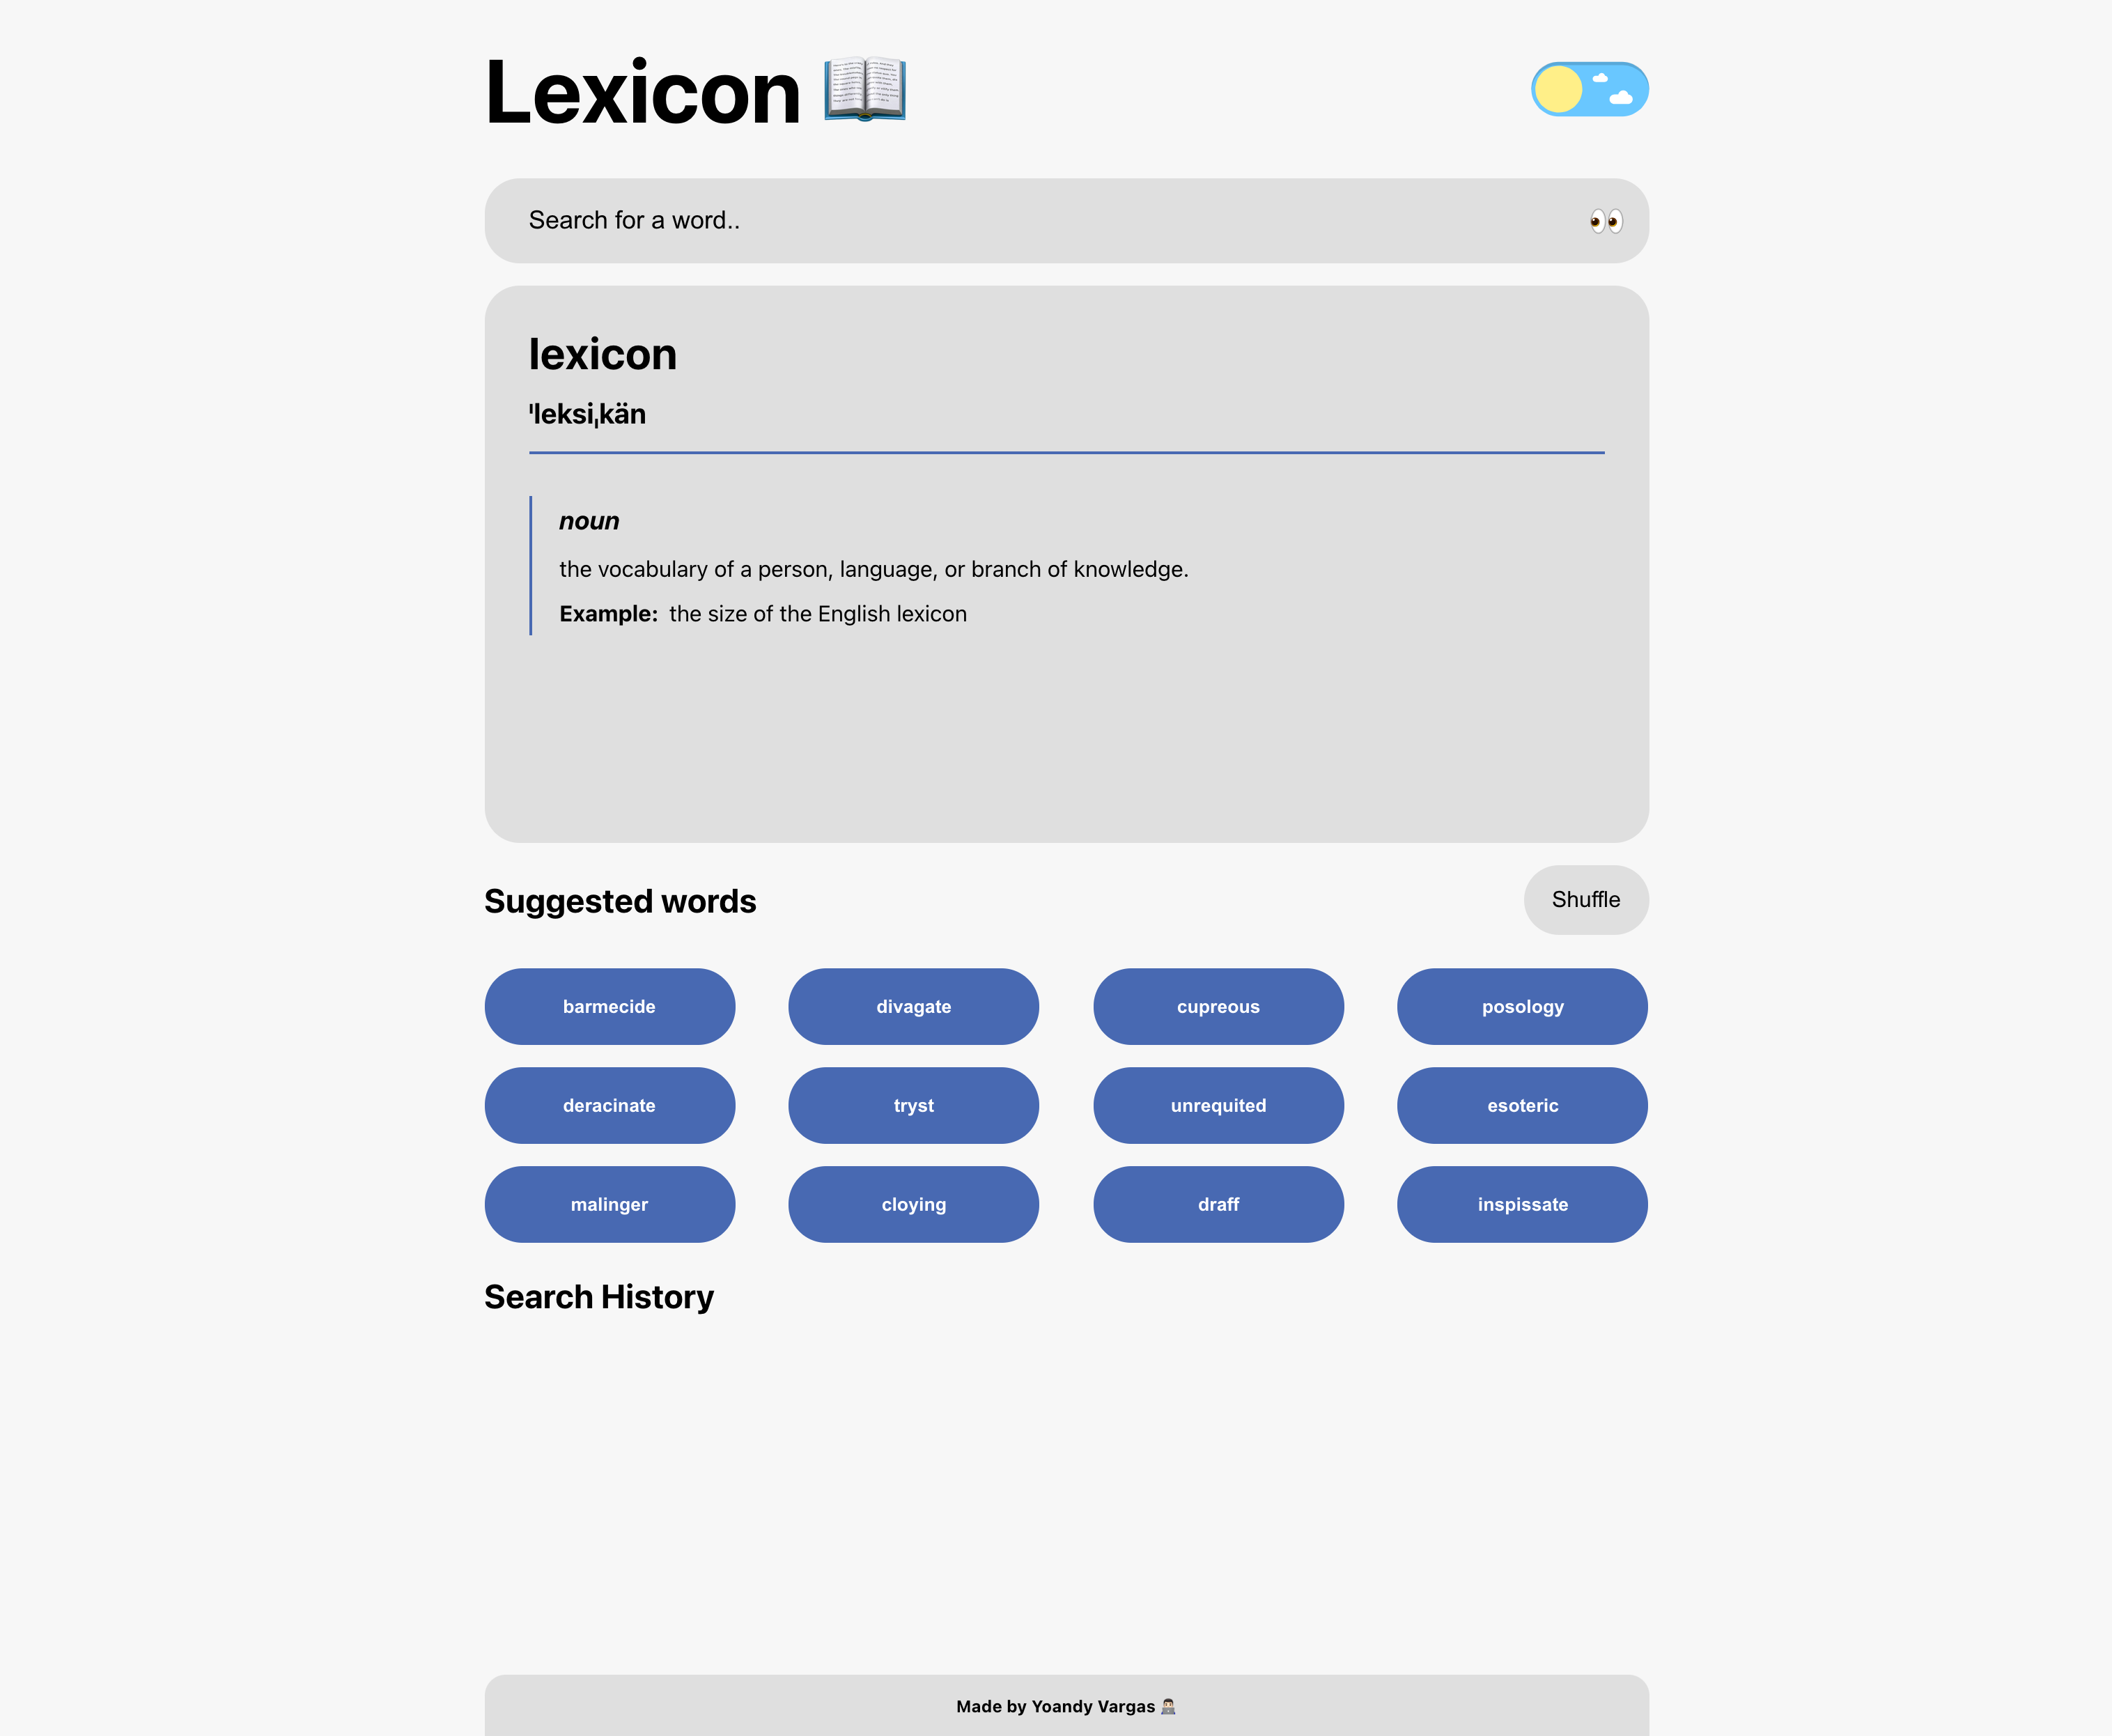 Lexicon 📖
Search for a word.. 👀
lexicon
ˈleksiˌkän
noun
the vocabulary of a person, language, or branch of knowledge.
Example: the size of the English lexicon
Suggested words
Shuffle
barmecide divagate cupreous posology
deracinate tryst unrequited esoteric
malinger cloying draff inspissate
Search History
Made by Yoandy Vargas 👨🏻‍💻